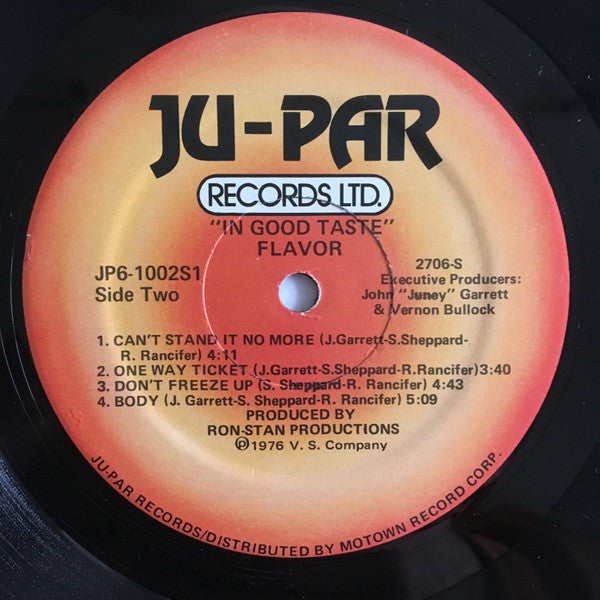 JU-PAR
RECORDS LTD.
"IN GOOD TASTE"
FLAVOR
JP6-1002S1
Side Two
2706-S
Executive Producers:
John "Juney" Garrett
& Vernon Bullock
1. CAN'T STAND IT NO MORE (J.Garrett-S.Sheppard-
R. Rancifer) 4:11
2. ONE WAY TICKET (J.Garrett-S.Sheppard-R.Rancifer)3:40
3. DON'T FREEZE UP (S. Sheppard-R. Rancifer) 4:43
4. BODY (J. Garrett-S. Sheppard-R. Rancifer) 5:09
PRODUCED BY
RON-STAN PRODUCTIONS
℗1976 V. S. Company
JU-PAR RECORDS/DISTRIBUTED BY MOTOWN RECORD CORP.